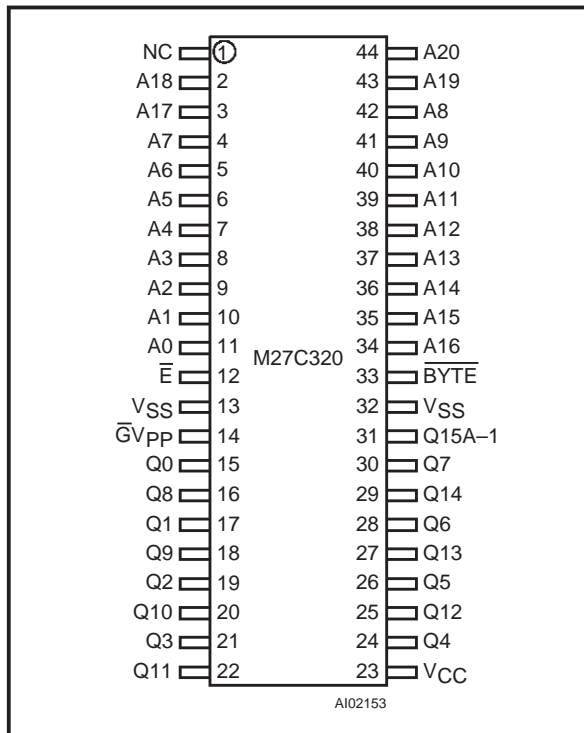 NC 1 44 A20
A18 2 43 A19
A17 3 42 A8
A7 4 41 A9
A6 5 40 A10
A5 6 39 A11
A4 7 38 A12
A3 8 37 A13
A2 9 36 A14
A1 10 35 A15
A0 11 34 A16
M27C320
E̅ 12 33 B̅Y̅T̅E̅
VSS 13 32 VSS
G̅VPP 14 31 Q15A–1
Q0 15 30 Q7
Q8 16 29 Q14
Q1 17 28 Q6
Q9 18 27 Q13
Q2 19 26 Q5
Q10 20 25 Q12
Q3 21 24 Q4
Q11 22 23 VCC
AI02153